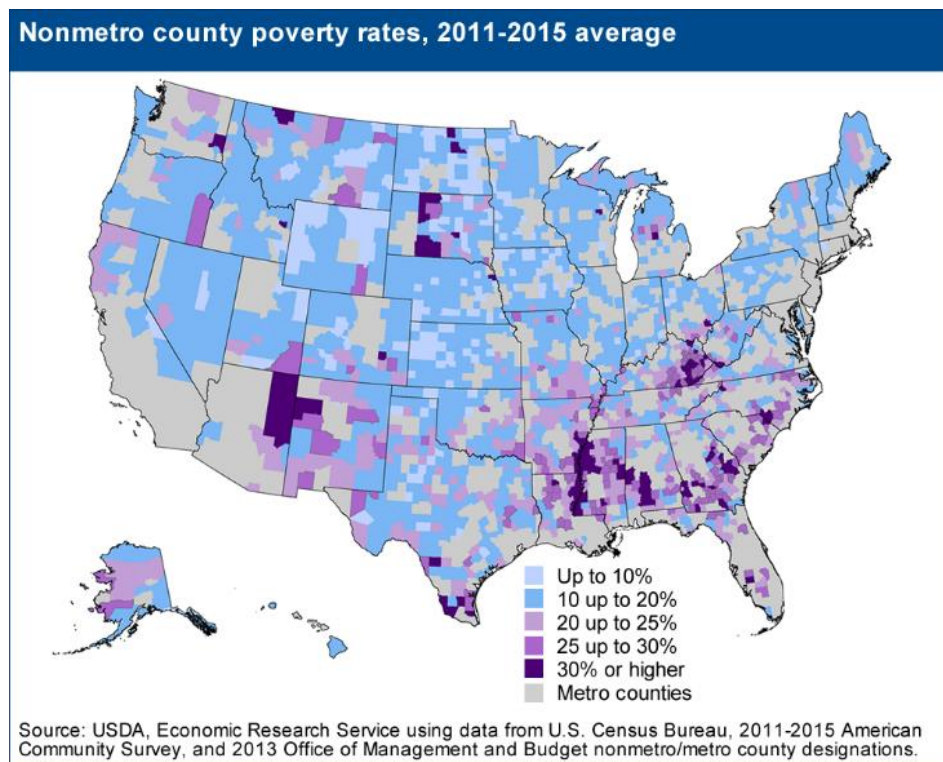 Nonmetro county poverty rates, 2011-2015 average
Up to 10%
10 up to 20%
20 up to 25%
25 up to 30%
30% or higher
Metro counties
Source: USDA, Economic Research Service using data from U.S. Census Bureau, 2011-2015 American
Community Survey, and 2013 Office of Management and Budget nonmetro/metro county designations.